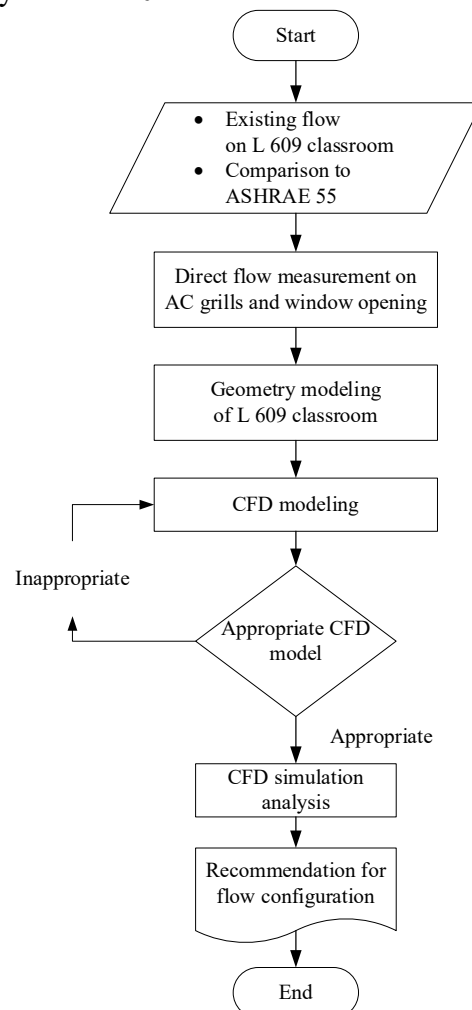 y
Start
• Existing flow
on L 609 classroom
• Comparison to
ASHRAE 55
Direct flow measurement on
AC grills and window opening
Geometry modeling
of L 609 classroom
CFD modeling
Inappropriate
Appropriate CFD
model
Appropriate
CFD simulation
analysis
Recommendation for
flow configuration
End